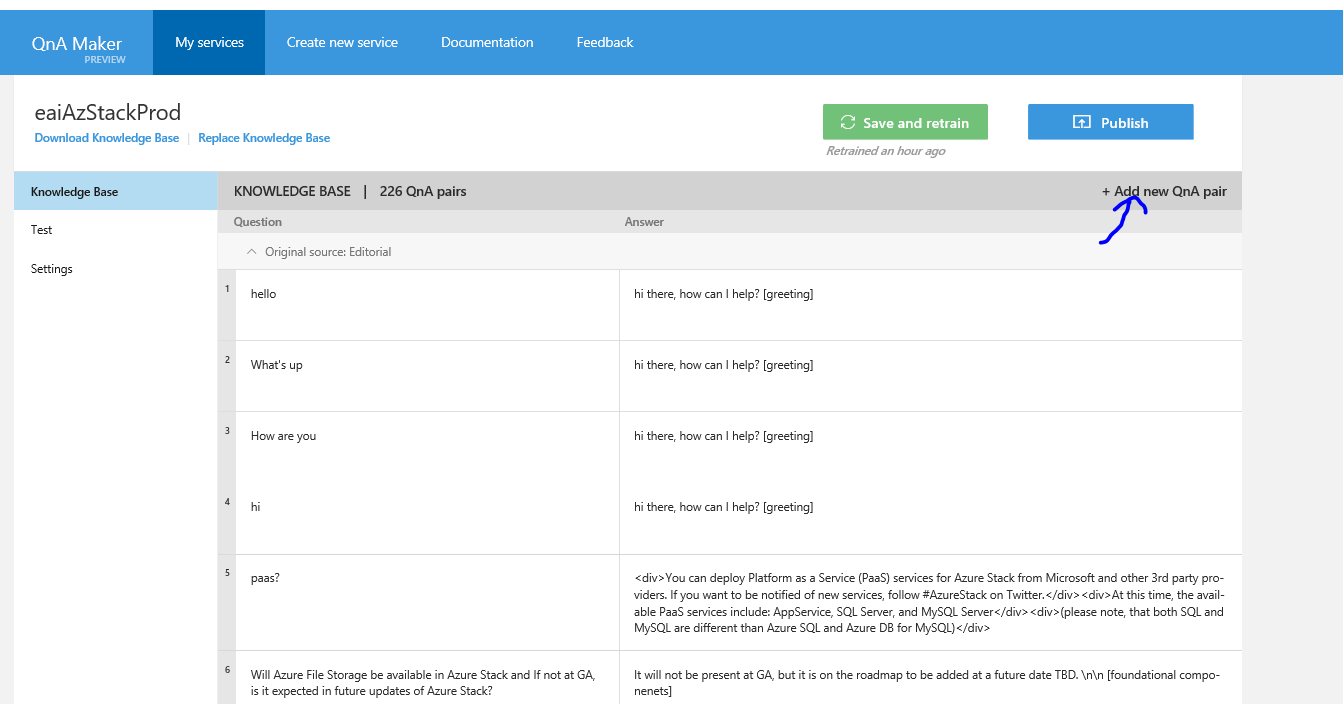 QnA Maker
PREVIEW
My services
Create new service
Documentation
Feedback
eaiAzStackProd
Download Knowledge Base | Replace Knowledge Base
Save and retrain
Retrained an hour ago
Publish
Knowledge Base
Test
Settings
KNOWLEDGE BASE | 226 QnA pairs
+ Add new QnA pair
Question
Answer
Original source: Editorial
1
hello
hi there, how can I help? [greeting]
2
What's up
hi there, how can I help? [greeting]
3
How are you
hi there, how can I help? [greeting]
4
hi
hi there, how can I help? [greeting]
5
paas?
<div>You can deploy Platform as a Service (PaaS) services for Azure Stack from Microsoft and other 3rd party pro-
viders. If you want to be notified of new services, follow #AzureStack on Twitter.</div><div>At this time, the avail-
able PaaS services include: AppService, SQL Server, and MySQL Server</div><div>(please note, that both SQL and
MySQL are different than Azure SQL and Azure DB for MySQL)</div>
6
Will Azure File Storage be available in Azure Stack and If not at GA,
is it expected in future updates of Azure Stack?
It will not be present at GA, but it is on the roadmap to be added at a future date TBD. \n\n [foundational compo-
nenets]